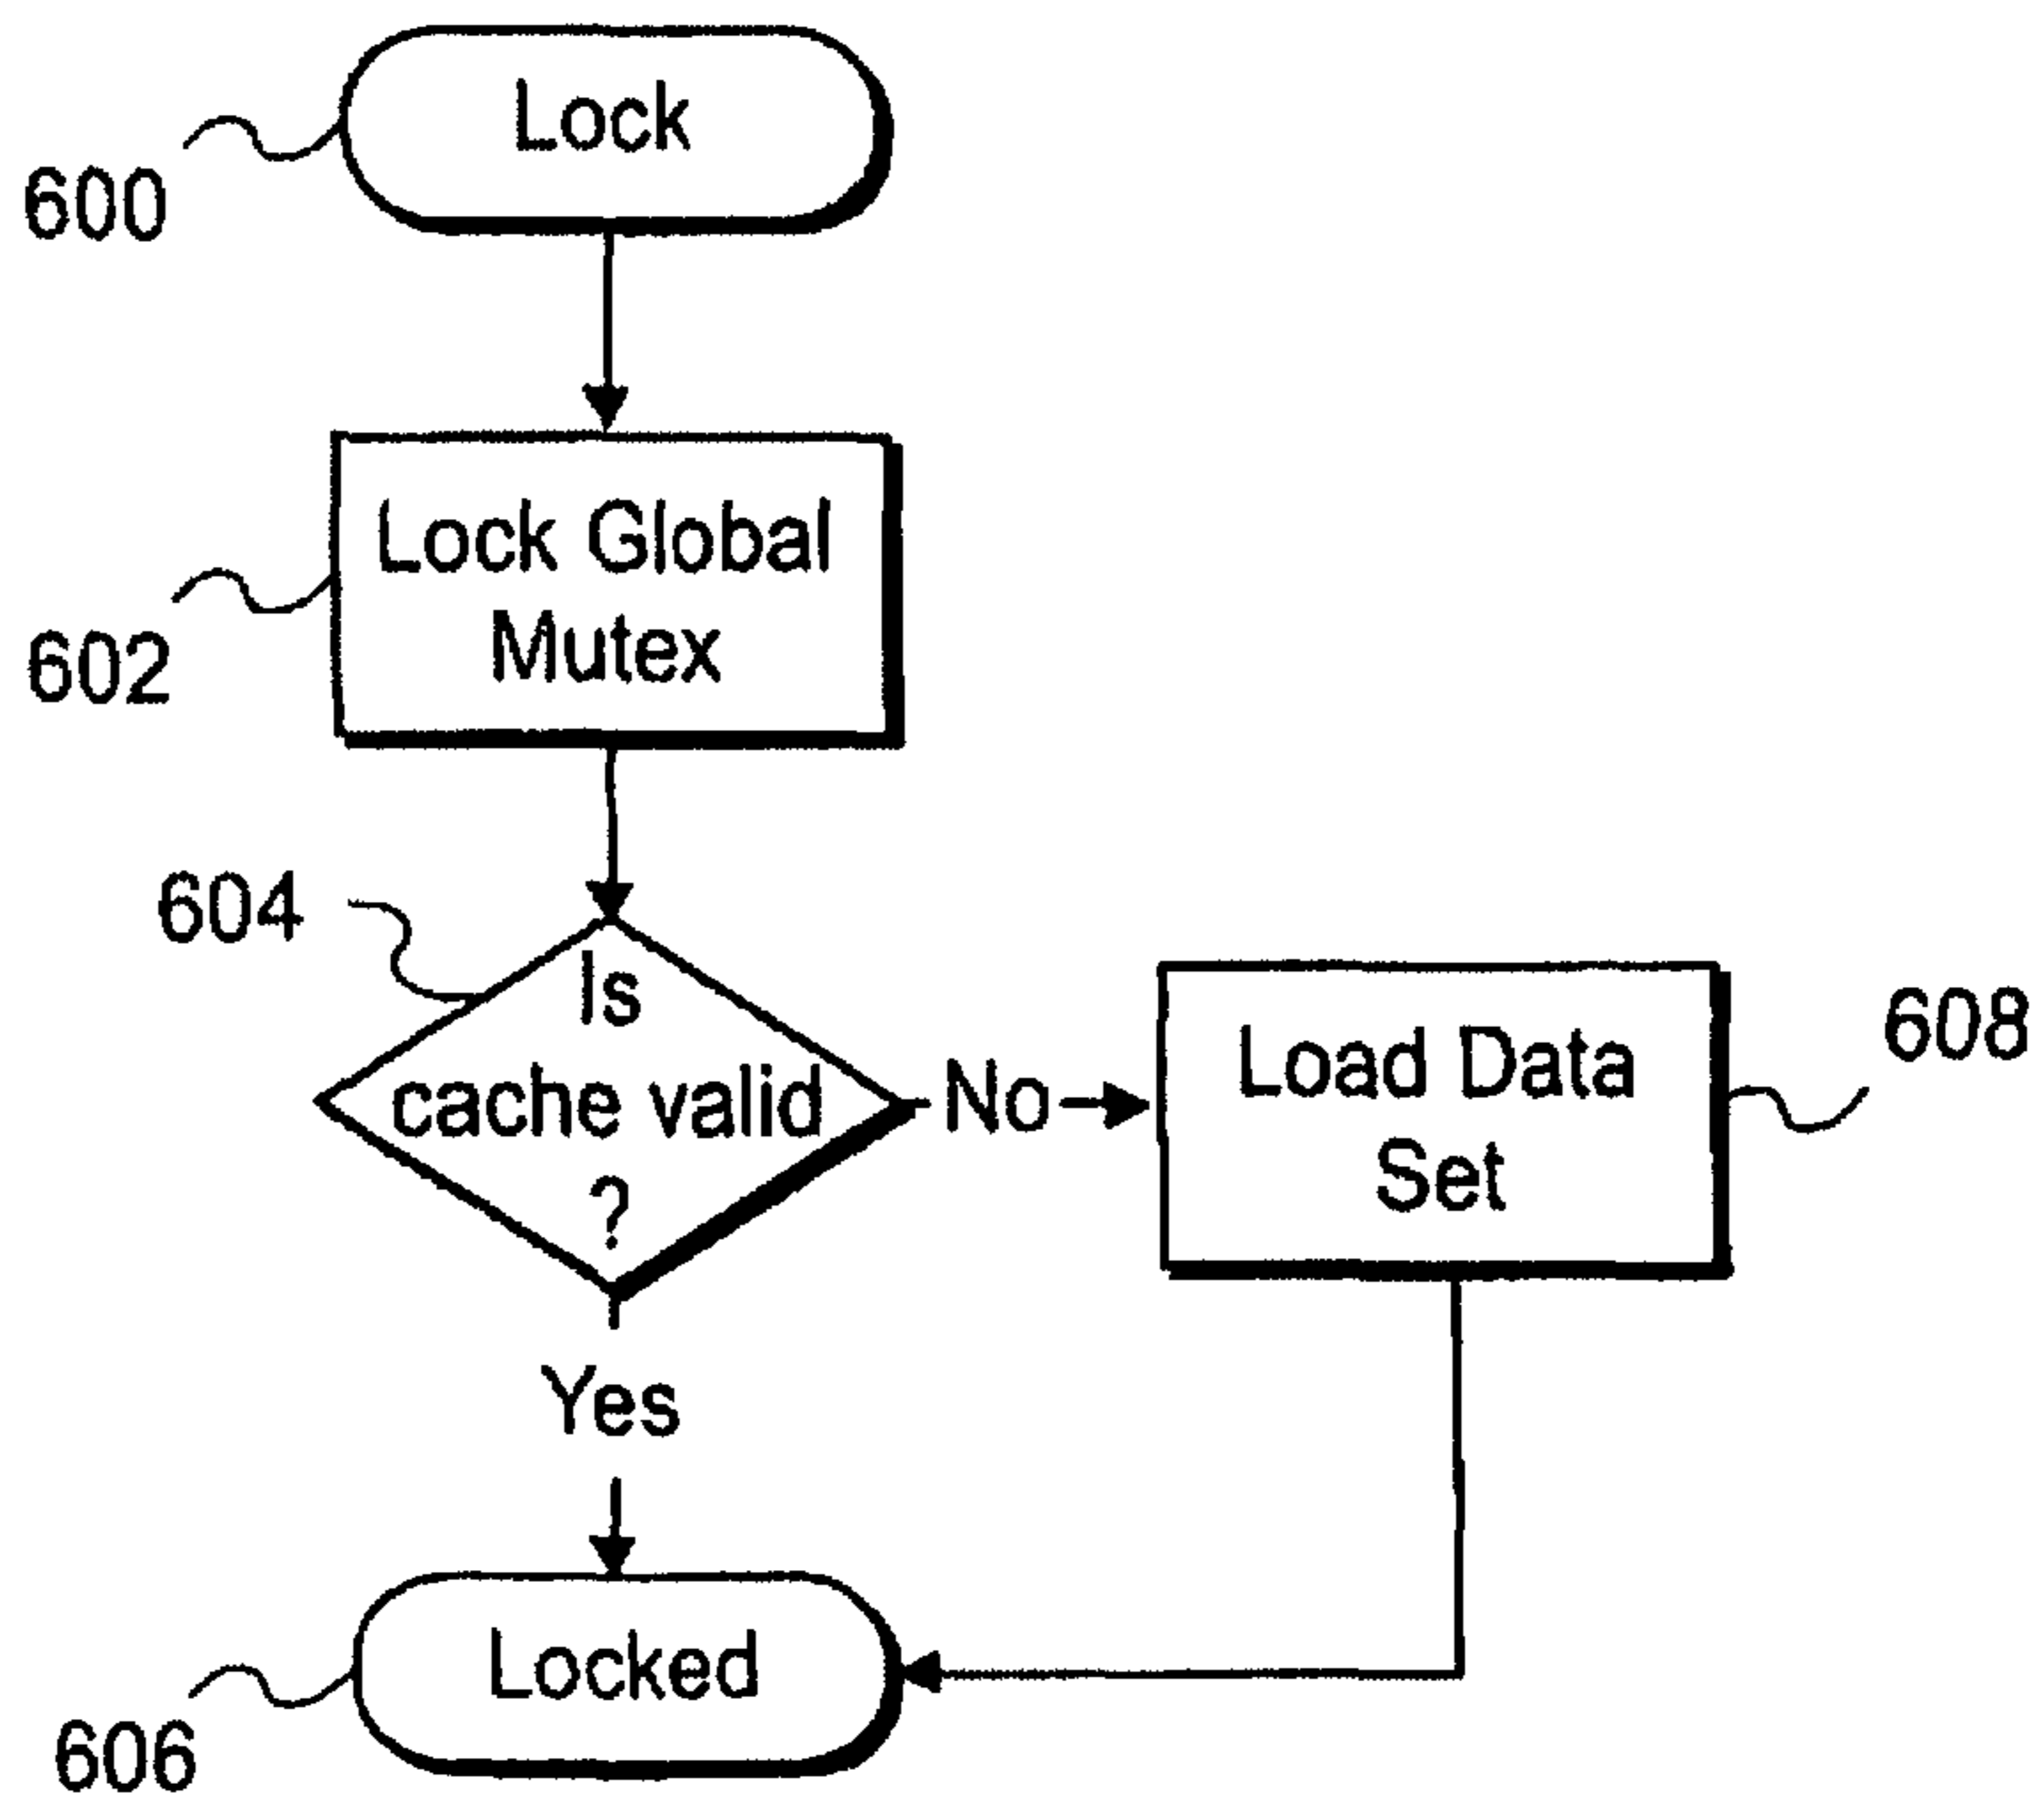 Lock
600
Lock Global
Mutex
602
604
Is
cache valid
?
No
Load Data
Set
608
Yes
Locked
606